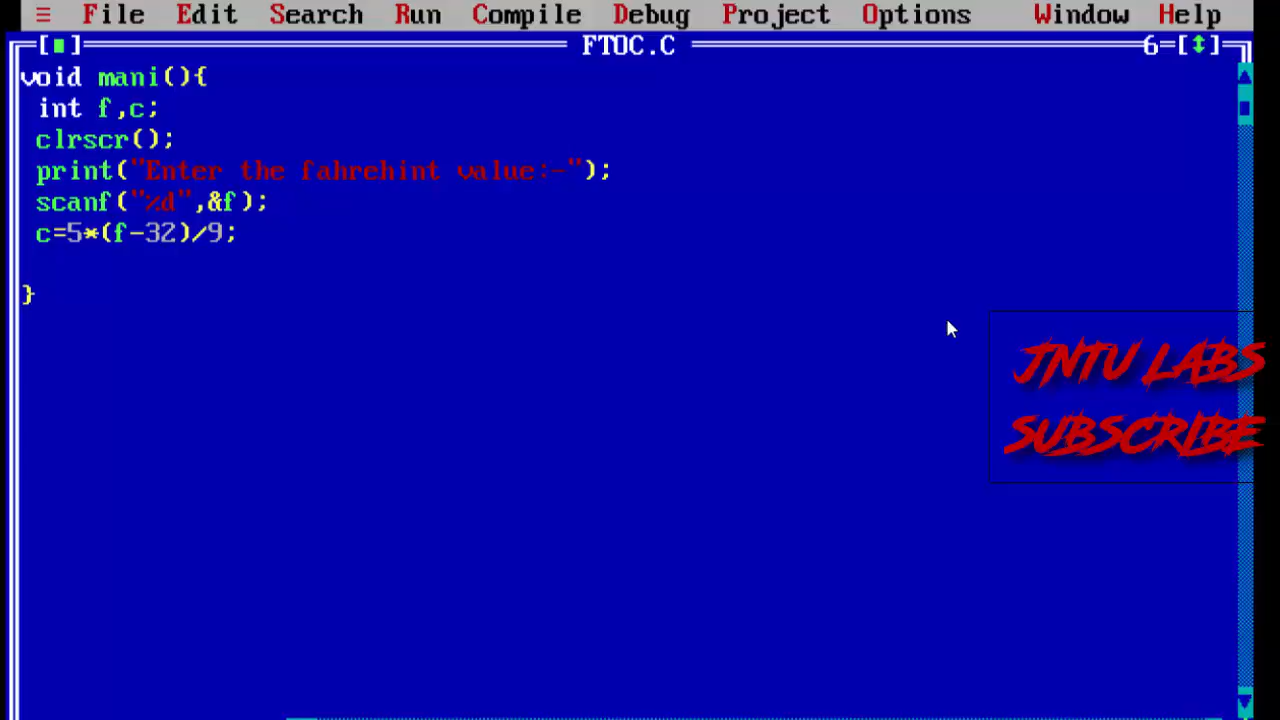 ≡ File Edit Search Run Compile Debug Project Options Window Help
[■] FTOC.C 6=[↕]
void mani(){
int f,c;
clrscr();
print("Enter the fahrehint value:-");
scanf("%d",&f);
c=5*(f-32)/9;
}
JNTU LABS
SUBSCRIBE